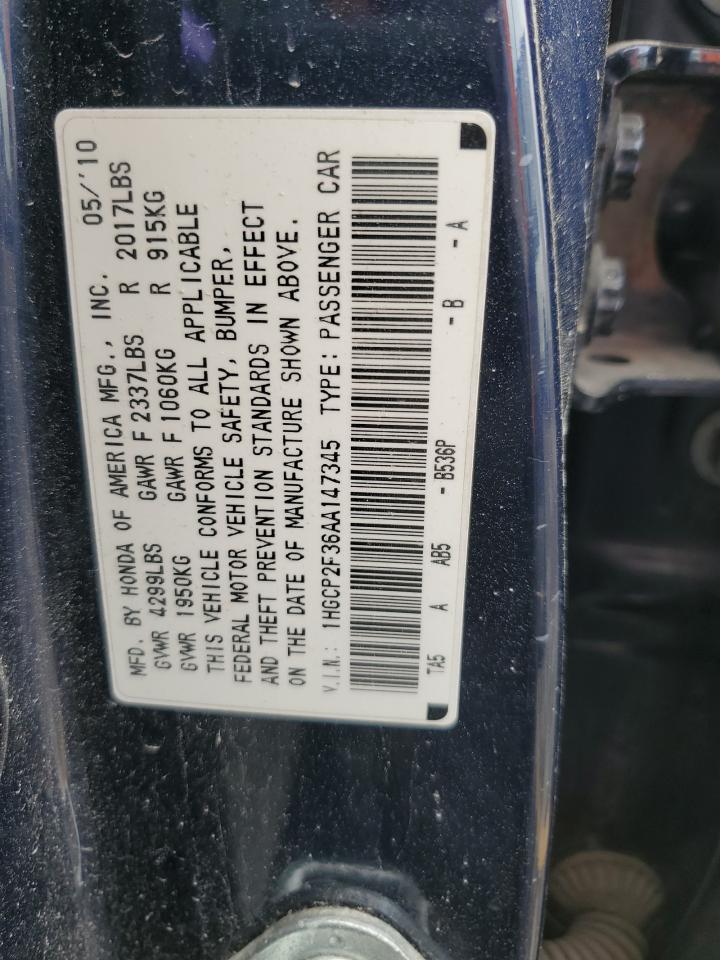 MFD. BY HONDA OF AMERICA MFG., INC. 05/'10
GVWR 4299LBS GAWR F 2337LBS R 2017LBS
GVWR 1950KG GAWR F 1060KG R 915KG
THIS VEHICLE CONFORMS TO ALL APPLICABLE
FEDERAL MOTOR VEHICLE SAFETY, BUMPER,
AND THEFT PREVENTION STANDARDS IN EFFECT
ON THE DATE OF MANUFACTURE SHOWN ABOVE.
V.I.N.: 1HGCP2F36AA147345 TYPE: PASSENGER CAR
TA5 A AB5 - B536P - B - A